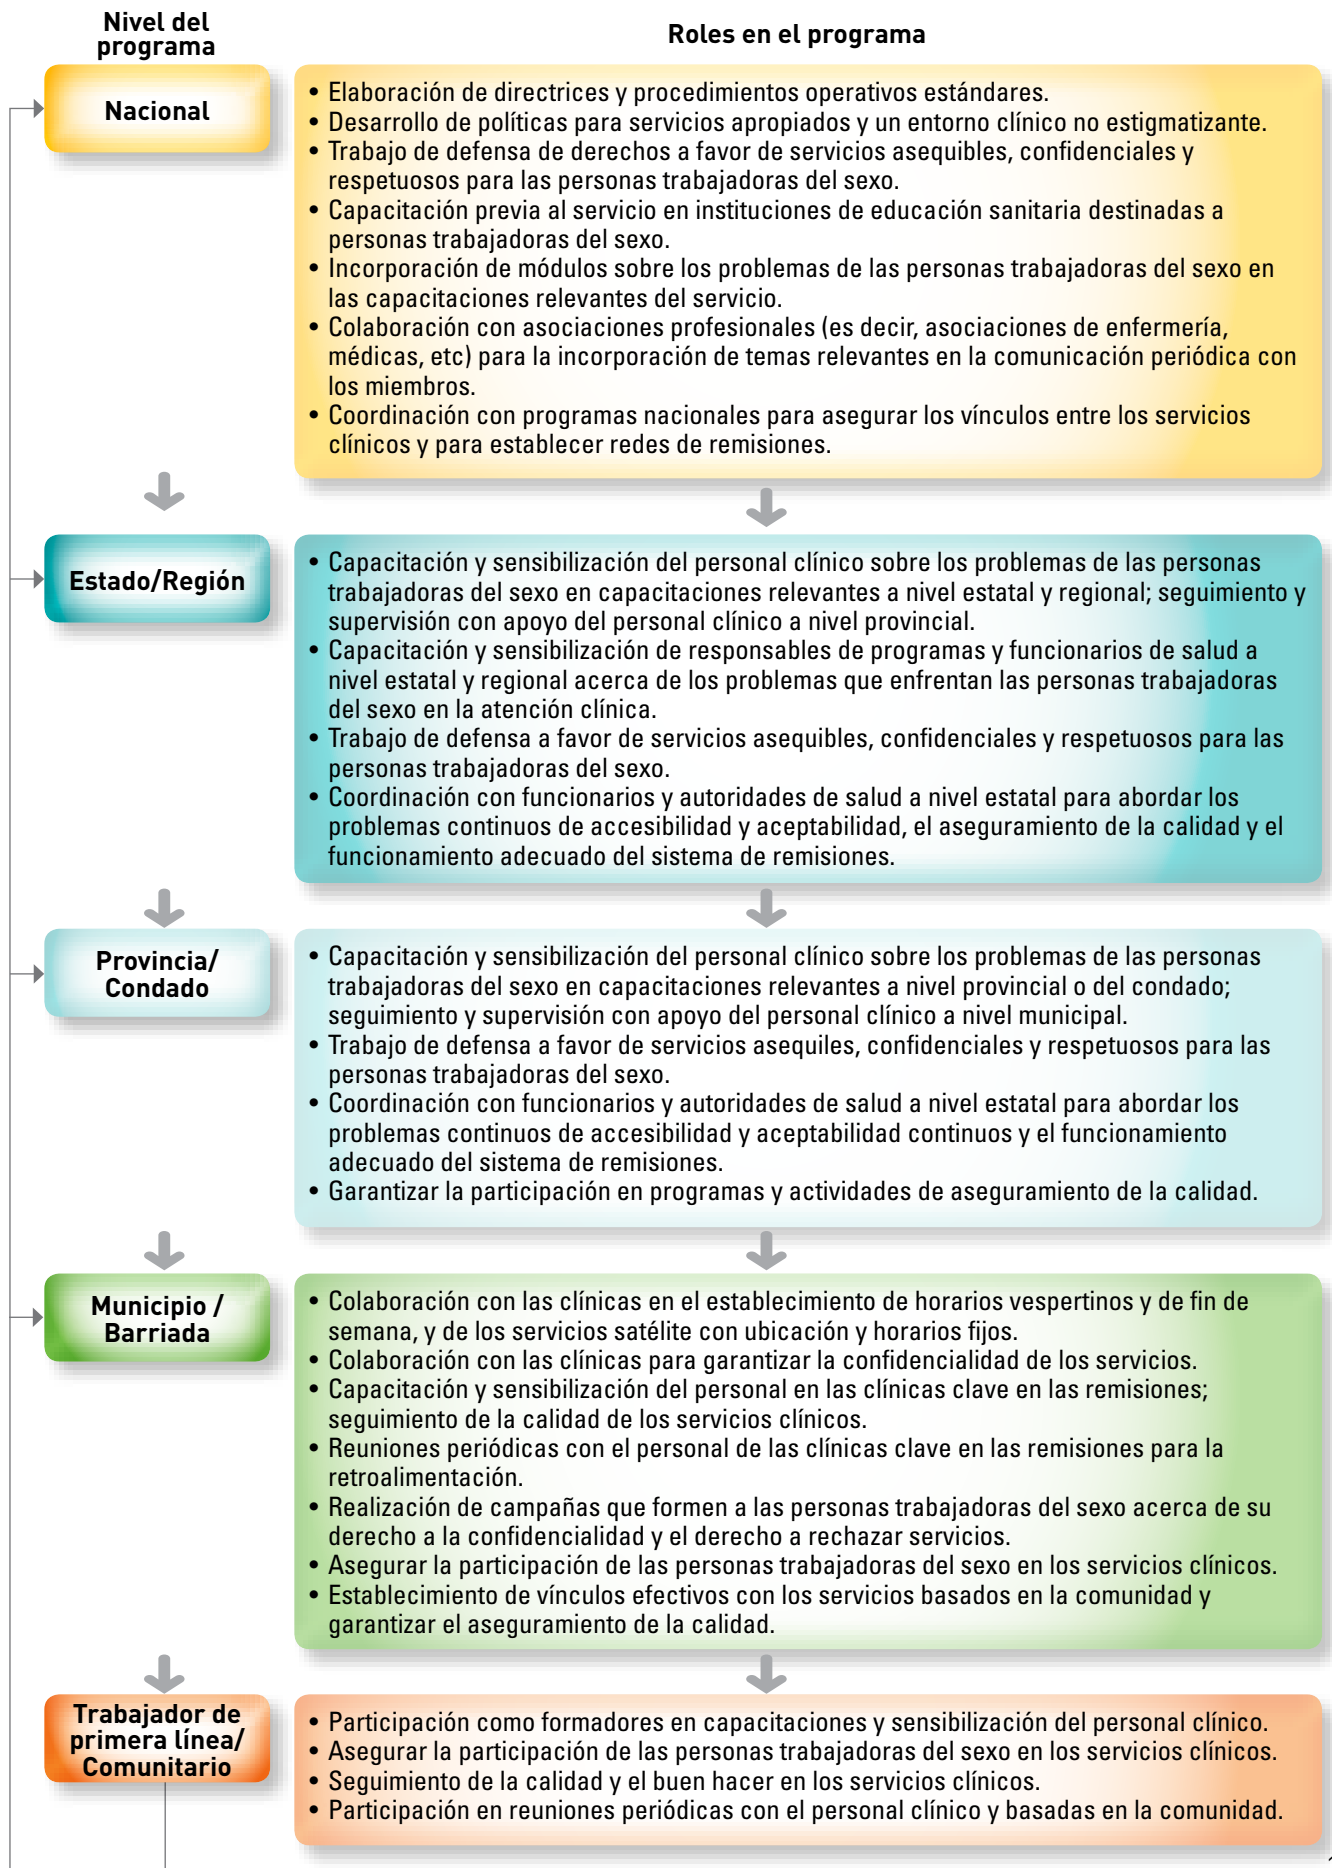 Nivel del
programa
Roles en el programa
Nacional
• Elaboración de directrices y procedimientos operativos estándares.
• Desarrollo de políticas para servicios apropiados y un entorno clínico no estigmatizante.
• Trabajo de defensa de derechos a favor de servicios asequibles, confidenciales y
respetuosos para las personas trabajadoras del sexo.
• Capacitación previa al servicio en instituciones de educación sanitaria destinadas a
personas trabajadoras del sexo.
• Incorporación de módulos sobre los problemas de las personas trabajadoras del sexo en
las capacitaciones relevantes del servicio.
• Colaboración con asociaciones profesionales (es decir, asociaciones de enfermería,
médicas, etc) para la incorporación de temas relevantes en la comunicación periódica con
los miembros.
• Coordinación con programas nacionales para asegurar los vínculos entre los servicios
clínicos y para establecer redes de remisiones.
Estado/Región
• Capacitación y sensibilización del personal clínico sobre los problemas de las personas
trabajadoras del sexo en capacitaciones relevantes a nivel estatal y regional; seguimiento y
supervisión con apoyo del personal clínico a nivel provincial.
• Capacitación y sensibilización de responsables de programas y funcionarios de salud a
nivel estatal y regional acerca de los problemas que enfrentan las personas trabajadoras
del sexo en la atención clínica.
• Trabajo de defensa a favor de servicios asequibles, confidenciales y respetuosos para las
personas trabajadoras del sexo.
• Coordinación con funcionarios y autoridades de salud a nivel estatal para abordar los
problemas continuos de accesibilidad y aceptabilidad, el aseguramiento de la calidad y el
funcionamiento adecuado del sistema de remisiones.
Provincia/
Condado
• Capacitación y sensibilización del personal clínico sobre los problemas de las personas
trabajadoras del sexo en capacitaciones relevantes a nivel provincial o del condado;
seguimiento y supervisión con apoyo del personal clínico a nivel municipal.
• Trabajo de defensa a favor de servicios asequiles, confidenciales y respetuosos para las
personas trabajadoras del sexo.
• Coordinación con funcionarios y autoridades de salud a nivel estatal para abordar los
problemas continuos de accesibilidad y aceptabilidad continuos y el funcionamiento
adecuado del sistema de remisiones.
• Garantizar la participación en programas y actividades de aseguramiento de la calidad.
Municipio /
Barriada
• Colaboración con las clínicas en el establecimiento de horarios vespertinos y de fin de
semana, y de los servicios satélite con ubicación y horarios fijos.
• Colaboración con las clínicas para garantizar la confidencialidad de los servicios.
• Capacitación y sensibilización del personal en las clínicas clave en las remisiones;
seguimiento de la calidad de los servicios clínicos.
• Reuniones periódicas con el personal de las clínicas clave en las remisiones para la
retroalimentación.
• Realización de campañas que formen a las personas trabajadoras del sexo acerca de su
derecho a la confidencialidad y el derecho a rechazar servicios.
• Asegurar la participación de las personas trabajadoras del sexo en los servicios clínicos.
• Establecimiento de vínculos efectivos con los servicios basados en la comunidad y
garantizar el aseguramiento de la calidad.
Trabajador de
primera línea/
Comunitario
• Participación como formadores en capacitaciones y sensibilización del personal clínico.
• Asegurar la participación de las personas trabajadoras del sexo en los servicios clínicos.
• Seguimiento de la calidad y el buen hacer en los servicios clínicos.
• Participación en reuniones periódicas con el personal clínico y basadas en la comunidad.